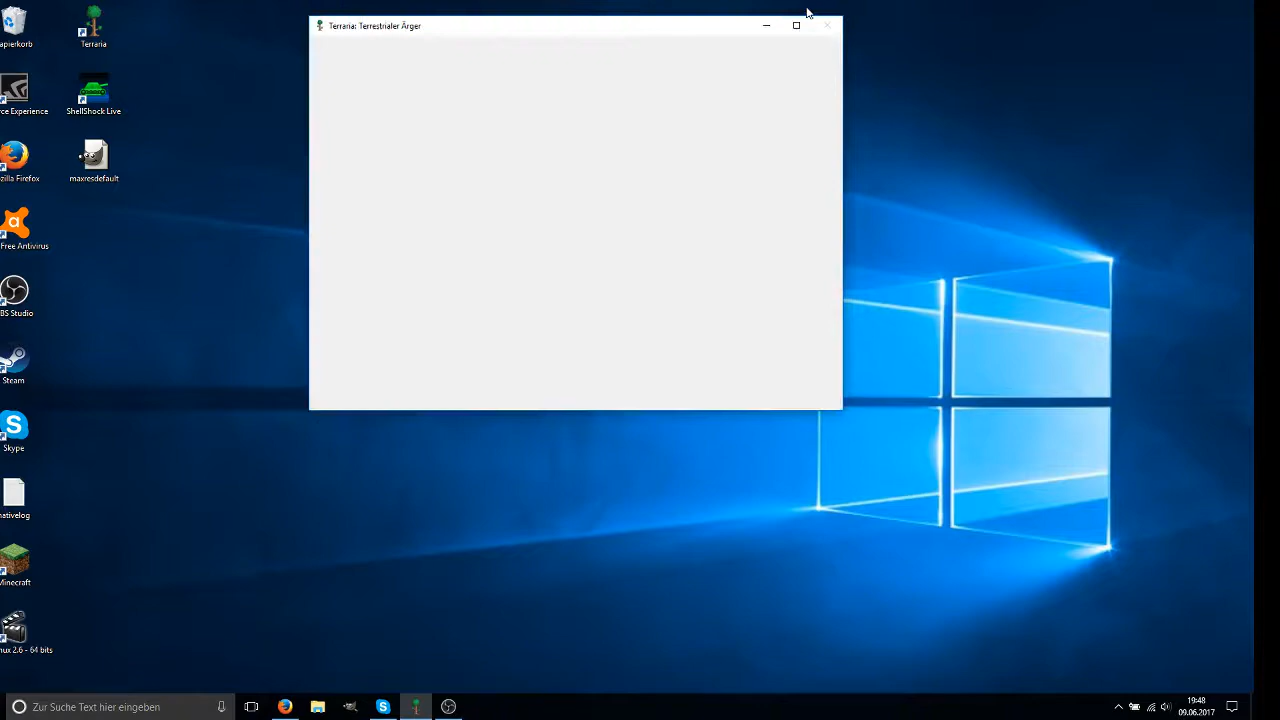 Terraria: Terrestrialer Ärger
apierkorb
Terraria
rce Experience
ShellShock Live
zilla Firefox
maxresdefault
Free Antivirus
BS Studio
Steam
Skype
nativelog
Minecraft
nux 2.6 - 64 bits
Zur Suche Text hier eingeben
19:48
09.06.2017